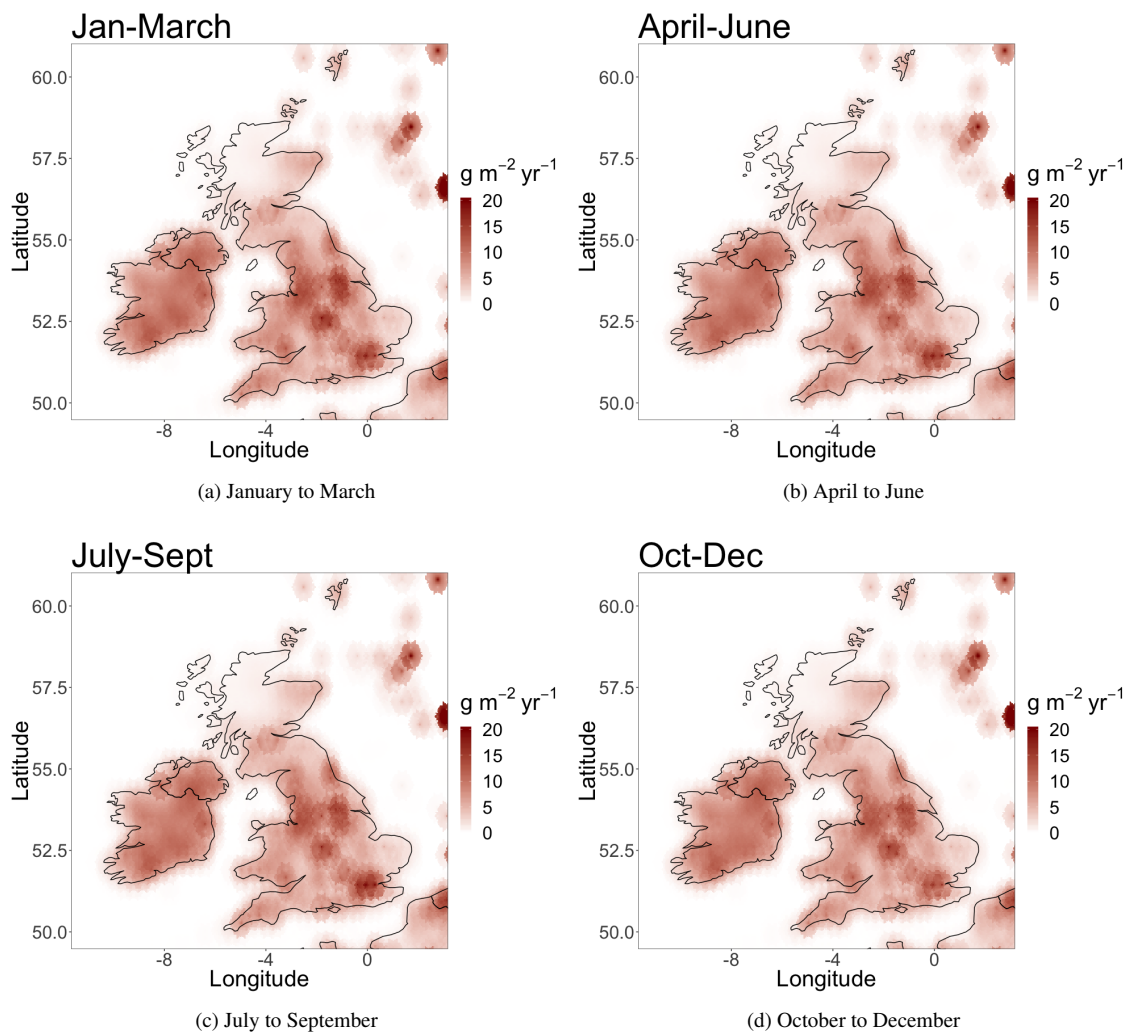 Jan-March
April-June
60.0
57.5
55.0
52.5
50.0
Latitude
-8
-4
0
Longitude
g m−2 yr−1
20
15
10
5
0
60.0
57.5
55.0
52.5
50.0
Latitude
-8
-4
0
Longitude
g m−2 yr−1
20
15
10
5
0
(a) January to March
(b) April to June
July-Sept
Oct-Dec
60.0
57.5
55.0
52.5
50.0
Latitude
-8
-4
0
Longitude
g m−2 yr−1
20
15
10
5
0
60.0
57.5
55.0
52.5
50.0
Latitude
-8
-4
0
Longitude
g m−2 yr−1
20
15
10
5
0
(c) July to September
(d) October to December